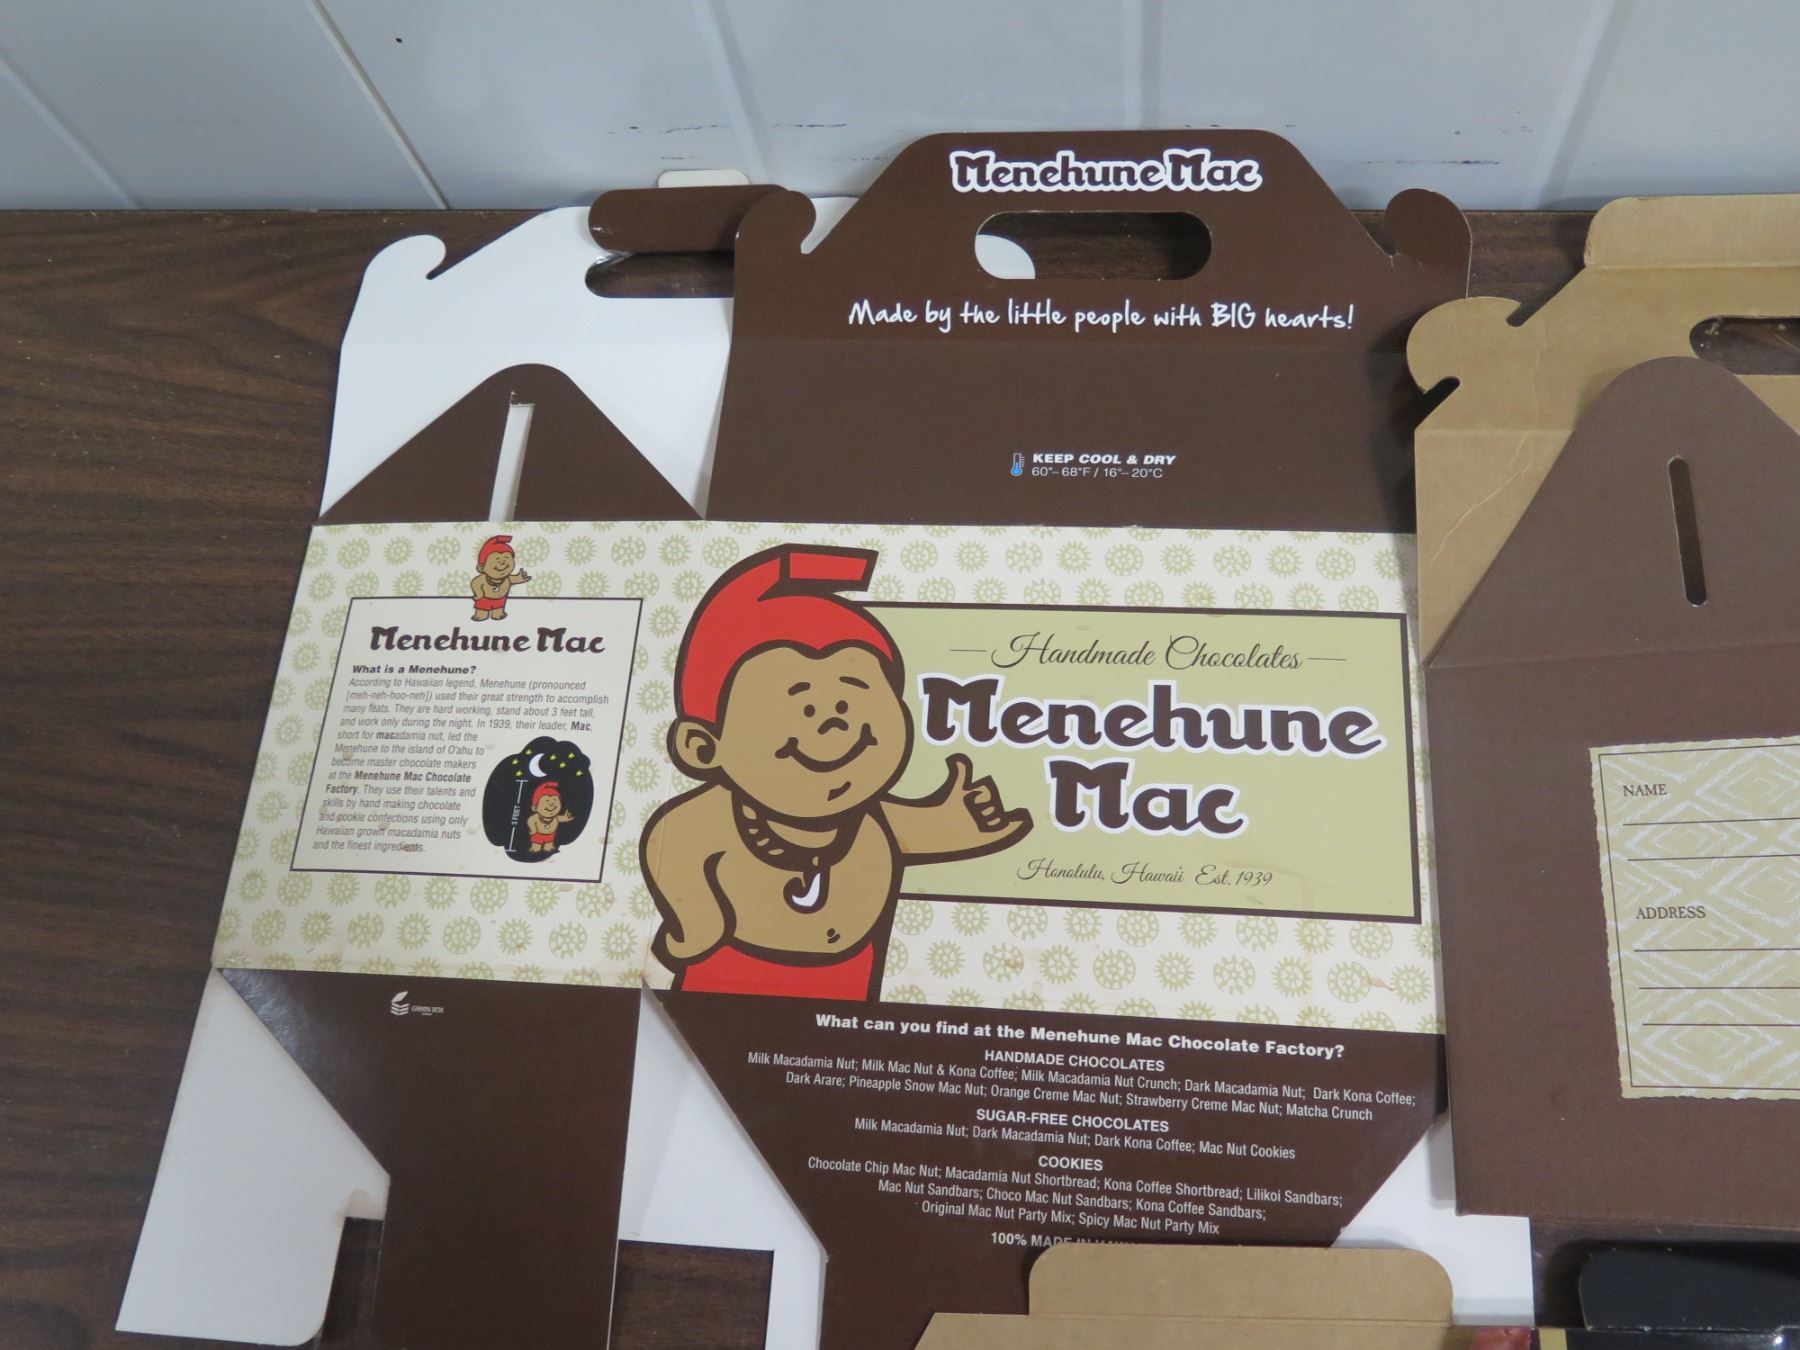 Menehune Mac
Made by the little people with BIG hearts!
KEEP COOL & DRY
60°–68°F / 16°–20°C
Menehune Mac
What is a Menehune?
According to Hawaiian legend, Menehune (pronounced
[meh-neh-hoo-neh]) used their great strength to accomplish
many feats. They are hard working, stand about 3 feet tall,
and work only during the night. In 1939, their leader, Mac,
short for macadamia nut, led the
Menehune to the island of O'ahu to
become master chocolate makers
at the Menehune Mac Chocolate
Factory. They use their talents and
skills by hand making chocolate
and cookie confections using only
Hawaiian grown macadamia nuts
and the finest ingredients.
3 FEET
Handmade Chocolates
Menehune
Mac
Honolulu, Hawaii Est. 1939
GREEN BOX
What can you find at the Menehune Mac Chocolate Factory?
HANDMADE CHOCOLATES
Milk Macadamia Nut; Milk Mac Nut & Kona Coffee; Milk Macadamia Nut Crunch; Dark Macadamia Nut; Dark Kona Coffee;
Dark Arare; Pineapple Snow Mac Nut; Orange Creme Mac Nut; Strawberry Creme Mac Nut; Matcha Crunch
SUGAR-FREE CHOCOLATES
Milk Macadamia Nut; Dark Macadamia Nut; Dark Kona Coffee; Mac Nut Cookies
COOKIES
Chocolate Chip Mac Nut; Macadamia Nut Shortbread; Kona Coffee Shortbread; Lilikoi Sandbars;
Mac Nut Sandbars; Choco Mac Nut Sandbars; Kona Coffee Sandbars;
Original Mac Nut Party Mix; Spicy Mac Nut Party Mix
100% MADE IN
NAME
ADDRESS